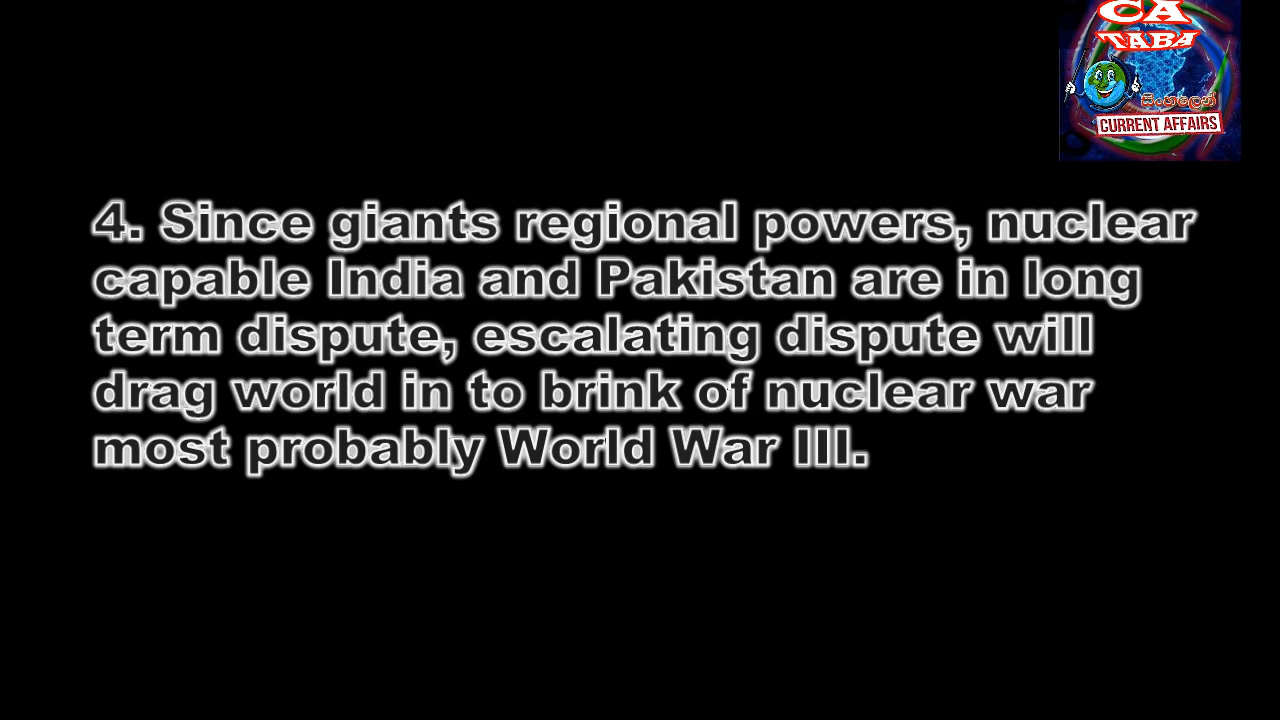 CA
TABA
සිංහලෙන්
CURRENT AFFAIRS
4. Since giants regional powers, nuclear
capable India and Pakistan are in long
term dispute, escalating dispute will
drag world in to brink of nuclear war
most probably World War III.